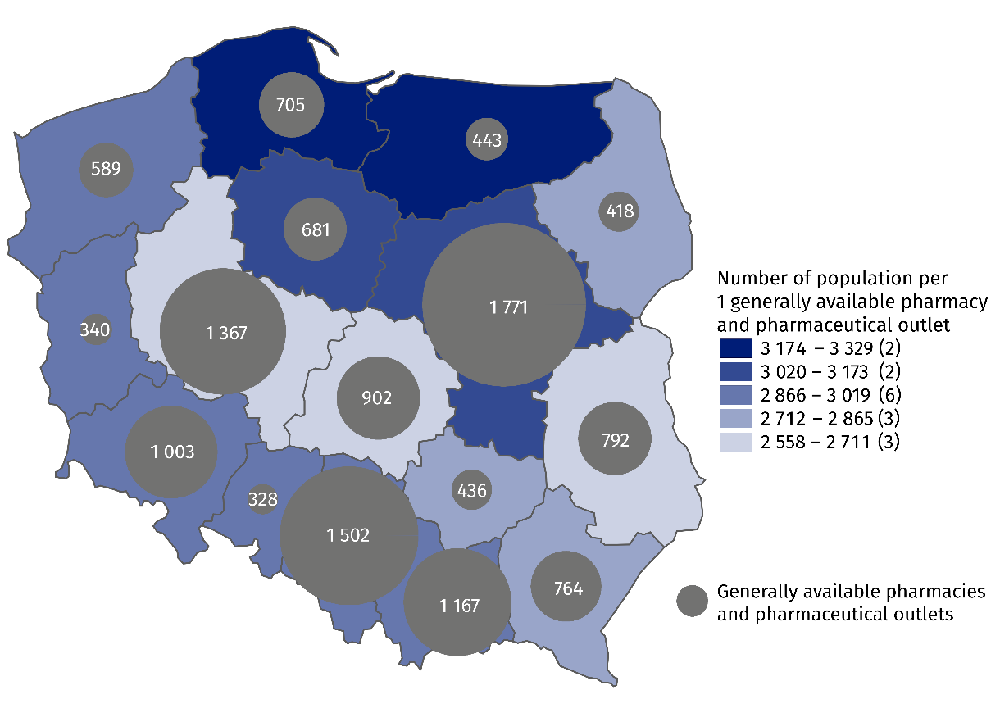 705
443
589
418
681
1 771
340
1 367
902
792
1 003
436
328
1 502
764
1 167
Number of population per
1 generally available pharmacy
and pharmaceutical outlet
3 174 – 3 329 (2)
3 020 – 3 173 (2)
2 866 – 3 019 (6)
2 712 – 2 865 (3)
2 558 – 2 711 (3)
Generally available pharmacies
and pharmaceutical outlets